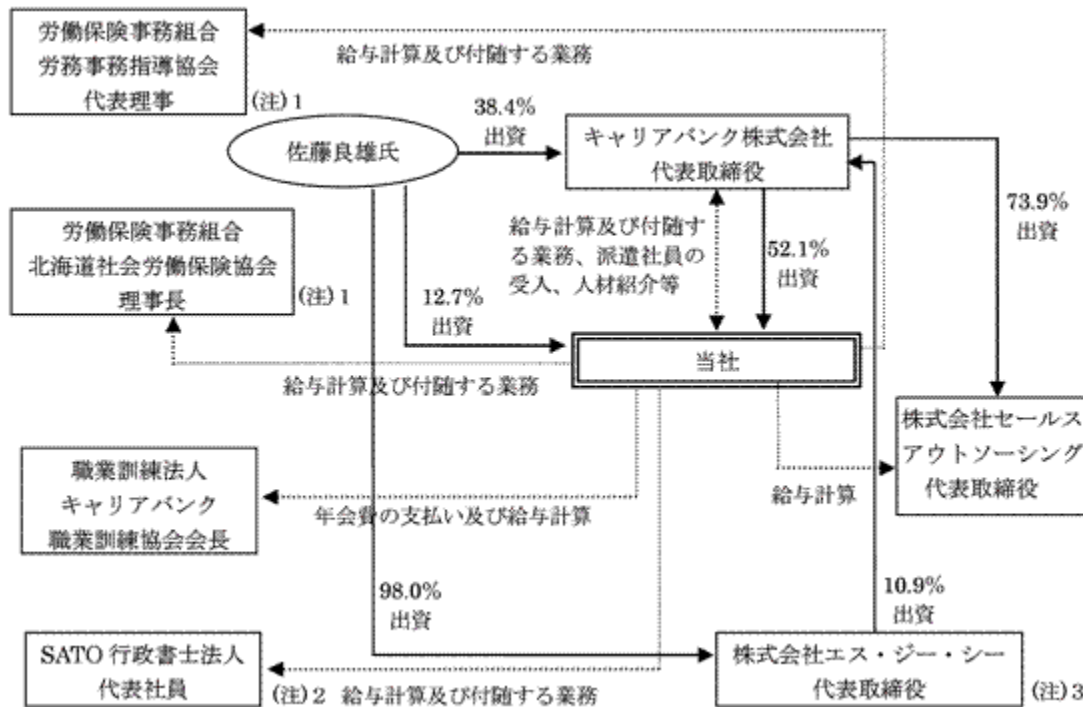 労働保険事務組合
労務事務指導協会
代表理事
(注) 1
給与計算及び付随する業務
佐藤良雄氏
38.4%
出資
キャリアバンク株式会社
代表取締役
73.9%
出資
労働保険事務組合
北海道社会労働保険協会
理事長
(注) 1
給与計算及び付随す
る業務、派遣社員の
受入、人材紹介等
52.1%
出資
12.7%
出資
当社
給与計算及び付随する業務
株式会社セールス
アウトソーシング
代表取締役
給与計算
職業訓練法人
キャリアバンク
職業訓練協会会長
年会費の支払い及び給与計算
98.0%
出資
10.9%
出資
SATO 行政書士法人
代表社員
(注) 2 給与計算及び付随する業務
株式会社エス・ジー・シー
代表取締役
(注) 3